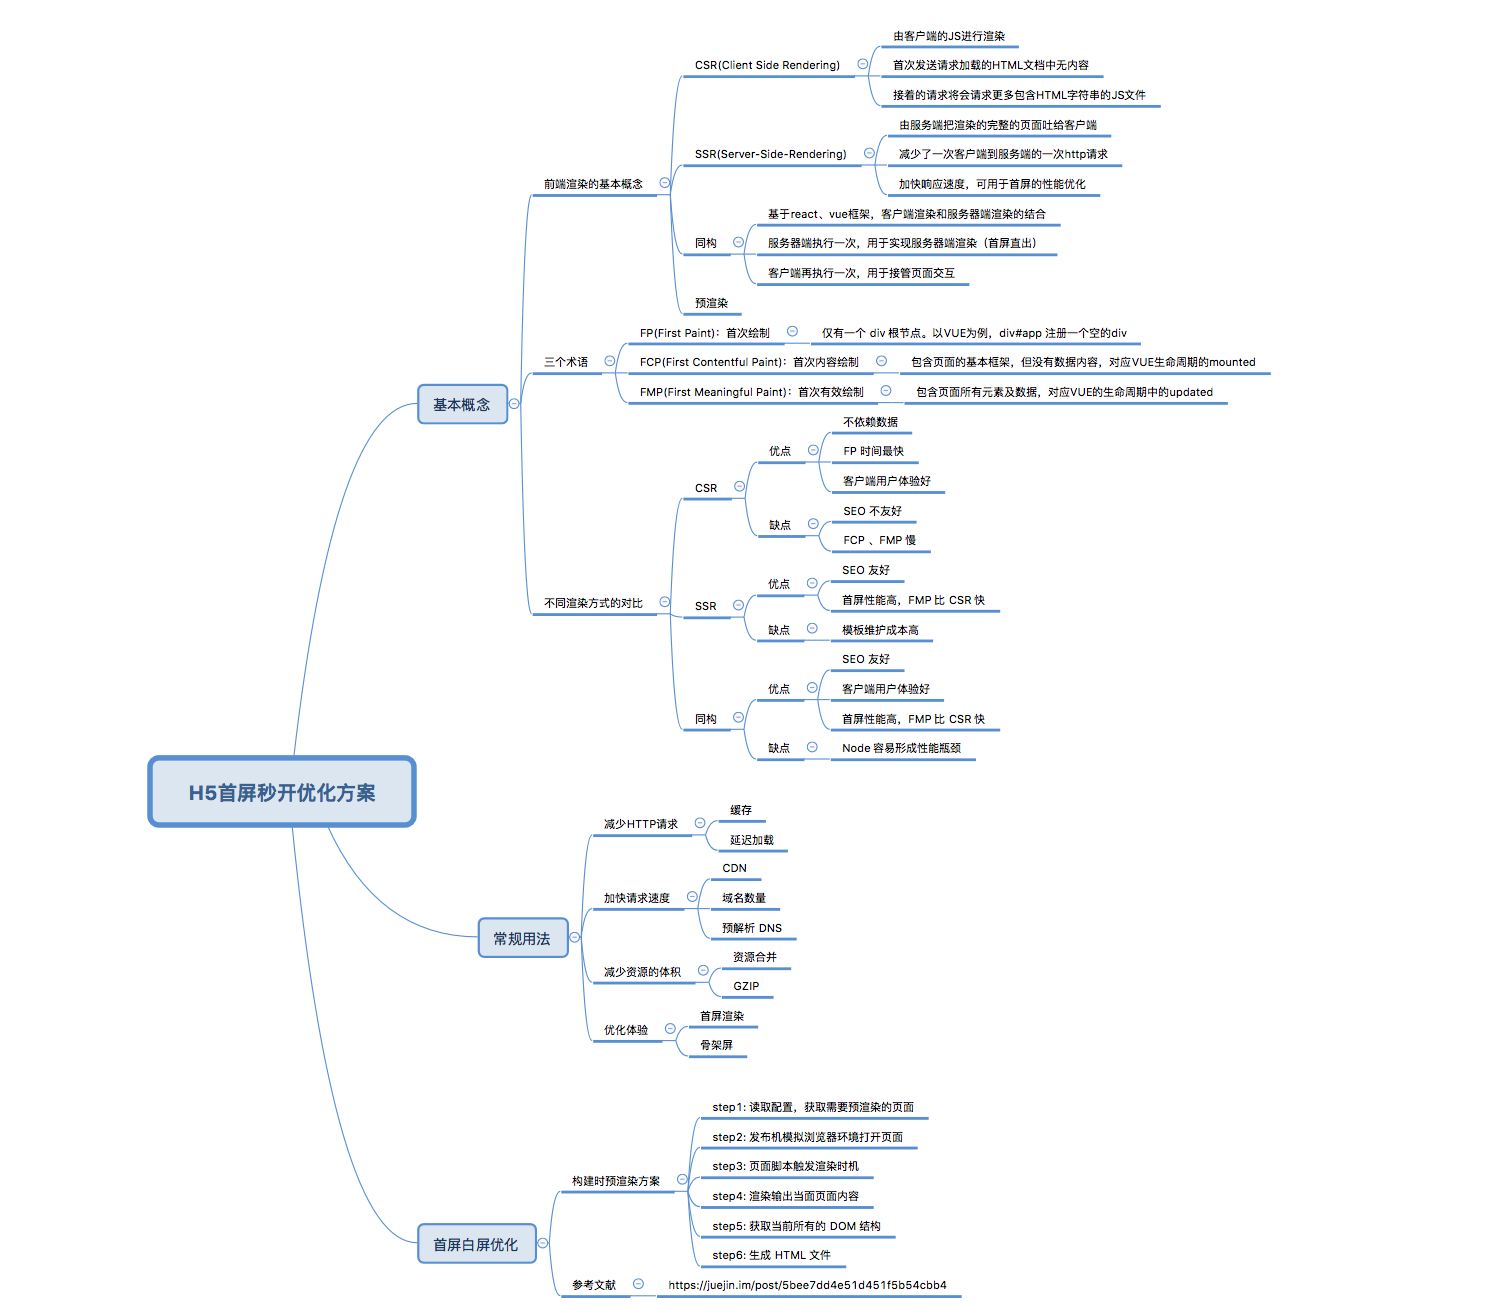 H5首屏秒开优化方案
基本概念
前端渲染的基本概念
CSR(Client Side Rendering)
由客户端的JS进行渲染
首次发送请求加载的HTML文档中无内容
接着的请求将会请求更多包含HTML字符串的JS文件
SSR(Server-Side-Rendering)
由服务端把渲染的完整的页面吐给客户端
减少了一次客户端到服务端的一次http请求
加快响应速度，可用于首屏的性能优化
同构
基于react、vue框架，客户端渲染和服务器端渲染的结合
服务器端执行一次，用于实现服务器端渲染（首屏直出）
客户端再执行一次，用于接管页面交互
预渲染
三个术语
FP(First Paint)：首次绘制
仅有一个 div 根节点。以VUE为例，div#app 注册一个空的div
FCP(First Contentful Paint)：首次内容绘制
包含页面的基本框架，但没有数据内容，对应VUE生命周期的mounted
FMP(First Meaningful Paint)：首次有效绘制
包含页面所有元素及数据，对应VUE的生命周期中的updated
不同渲染方式的对比
CSR
优点
不依赖数据
FP 时间最快
客户端用户体验好
缺点
SEO 不友好
FCP 、FMP 慢
SSR
优点
SEO 友好
首屏性能高，FMP 比 CSR 快
缺点
模板维护成本高
同构
优点
SEO 友好
客户端用户体验好
首屏性能高，FMP 比 CSR 快
缺点
Node 容易形成性能瓶颈
常规用法
减少HTTP请求
缓存
延迟加载
加快请求速度
CDN
域名数量
预解析 DNS
减少资源的体积
资源合并
GZIP
优化体验
首屏渲染
骨架屏
首屏白屏优化
构建时预渲染方案
step1: 读取配置，获取需要预渲染的页面
step2: 发布机模拟浏览器环境打开页面
step3: 页面脚本触发渲染时机
step4: 渲染输出当面页面内容
step5: 获取当前所有的 DOM 结构
step6: 生成 HTML 文件
参考文献
https://juejin.im/post/5bee7dd4e51d451f5b54cbb4